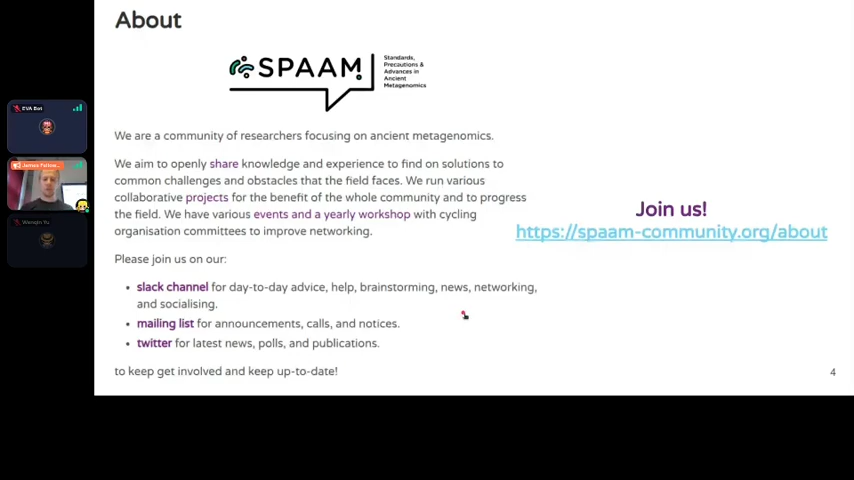 About
SPAAM
Standards,
Precautions &
Advances in
Ancient
Metagenomics
EVA Bot
We are a community of researchers focusing on ancient metagenomics.
James Fellow...
We aim to openly share knowledge and experience to find on solutions to
common challenges and obstacles that the field faces. We run various
collaborative projects for the benefit of the whole community and to progress
the field. We have various events and a yearly workshop with cycling
organisation committees to improve networking.
Join us!
https://spaam-community.org/about
Wenqin Yu
Please join us on our:
• slack channel for day-to-day advice, help, brainstorming, news, networking,
and socialising.
• mailing list for announcements, calls, and notices.
• twitter for latest news, polls, and publications.
to keep get involved and keep up-to-date!
4